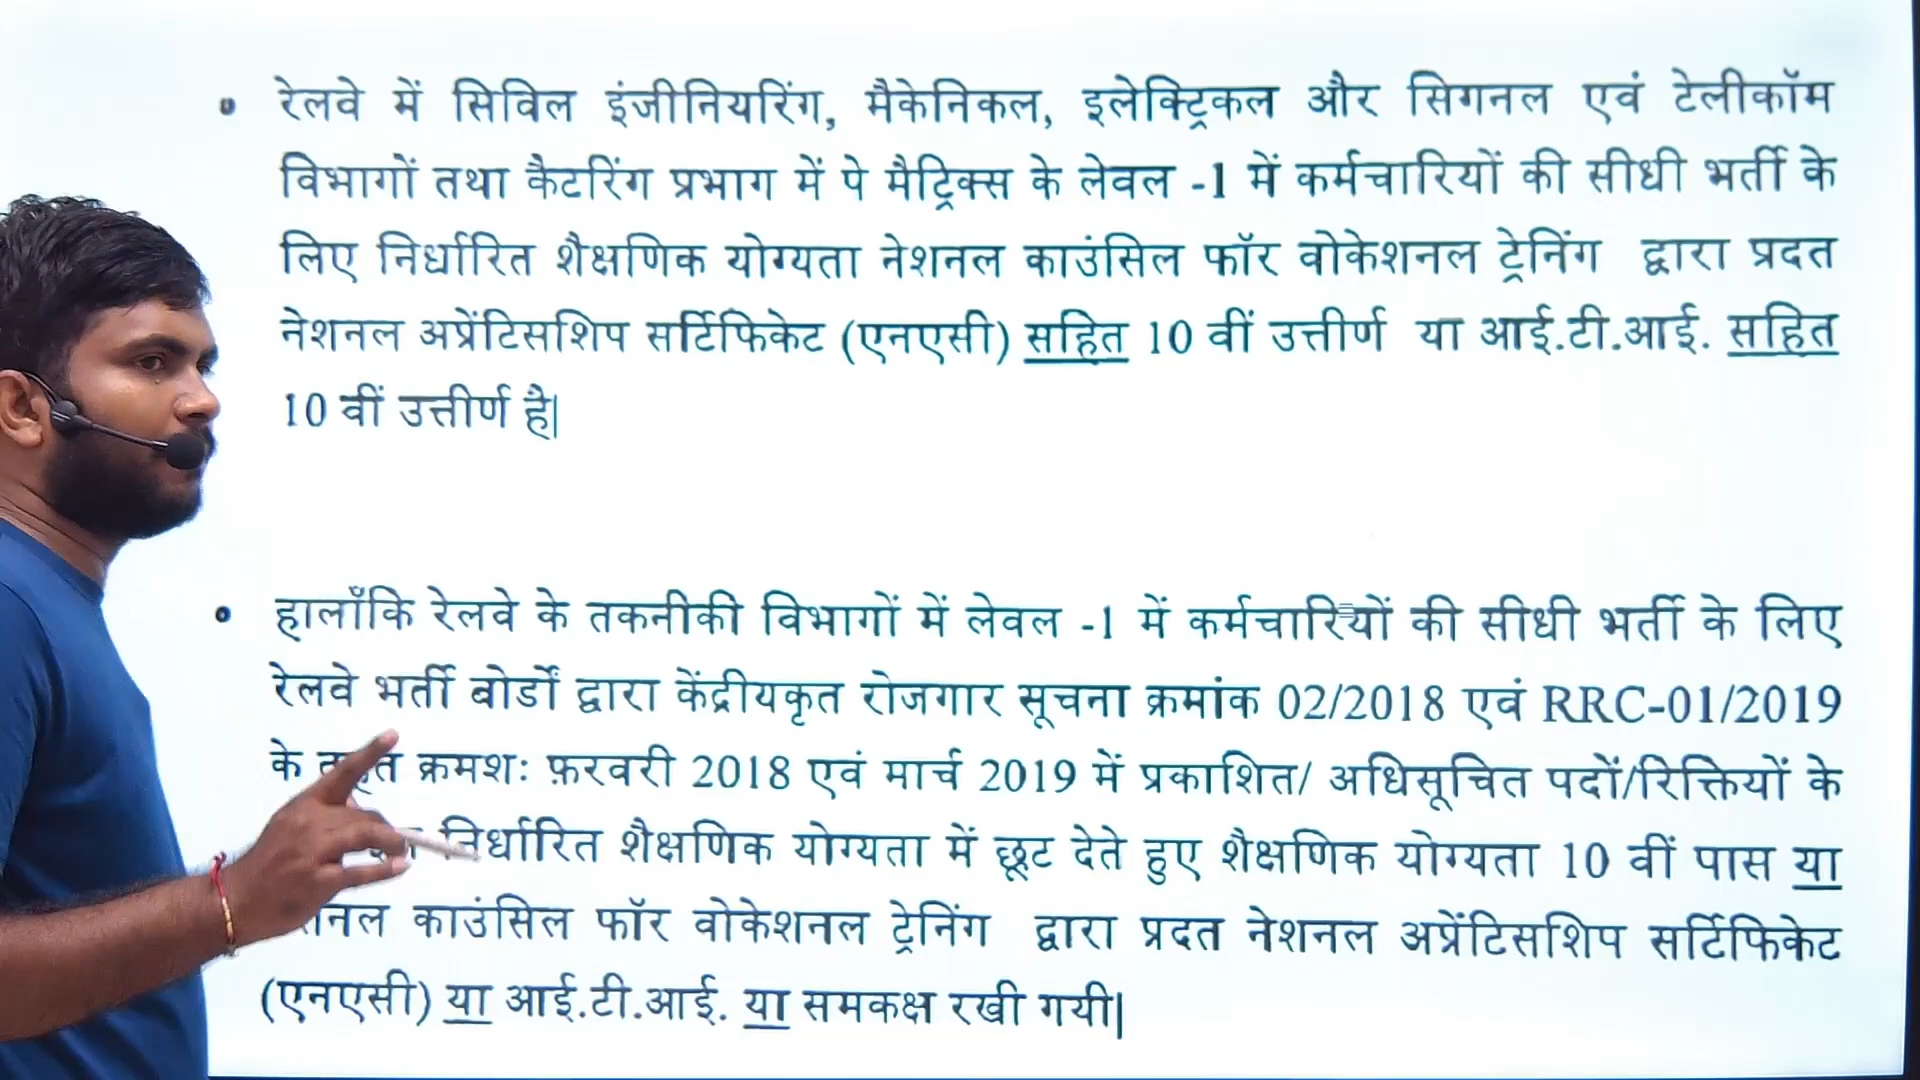 • रेलवे में सिविल इंजीनियरिंग, मैकेनिकल, इलेक्ट्रिकल और सिगनल एवं टेलीकॉम
विभागों तथा कैटरिंग प्रभाग में पे मैट्रिक्स के लेवल -1 में कर्मचारियों की सीधी भर्ती के
लिए निर्धारित शैक्षणिक योग्यता नेशनल काउंसिल फॉर वोकेशनल ट्रेनिंग द्वारा प्रदत
नेशनल अप्रेंटिसशिप सर्टिफिकेट (एनएसी) सहित 10 वीं उत्तीर्ण या आई.टी.आई. सहित
10 वीं उत्तीर्ण है|
• हालाँकि रेलवे के तकनीकी विभागों में लेवल -1 में कर्मचारियों की सीधी भर्ती के लिए
रेलवे भर्ती बोर्डों द्वारा केंद्रीयकृत रोजगार सूचना क्रमांक 02/2018 एवं RRC-01/2019
के क्रमशः फ़रवरी 2018 एवं मार्च 2019 में प्रकाशित/ अधिसूचित पदों/रिक्तियों के
निर्धारित शैक्षणिक योग्यता में छूट देते हुए शैक्षणिक योग्यता 10 वीं पास या
काउंसिल फॉर वोकेशनल ट्रेनिंग द्वारा प्रदत नेशनल अप्रेंटिसशिप सर्टिफिकेट
(एनएसी) या आई.टी.आई. या समकक्ष रखी गयी|